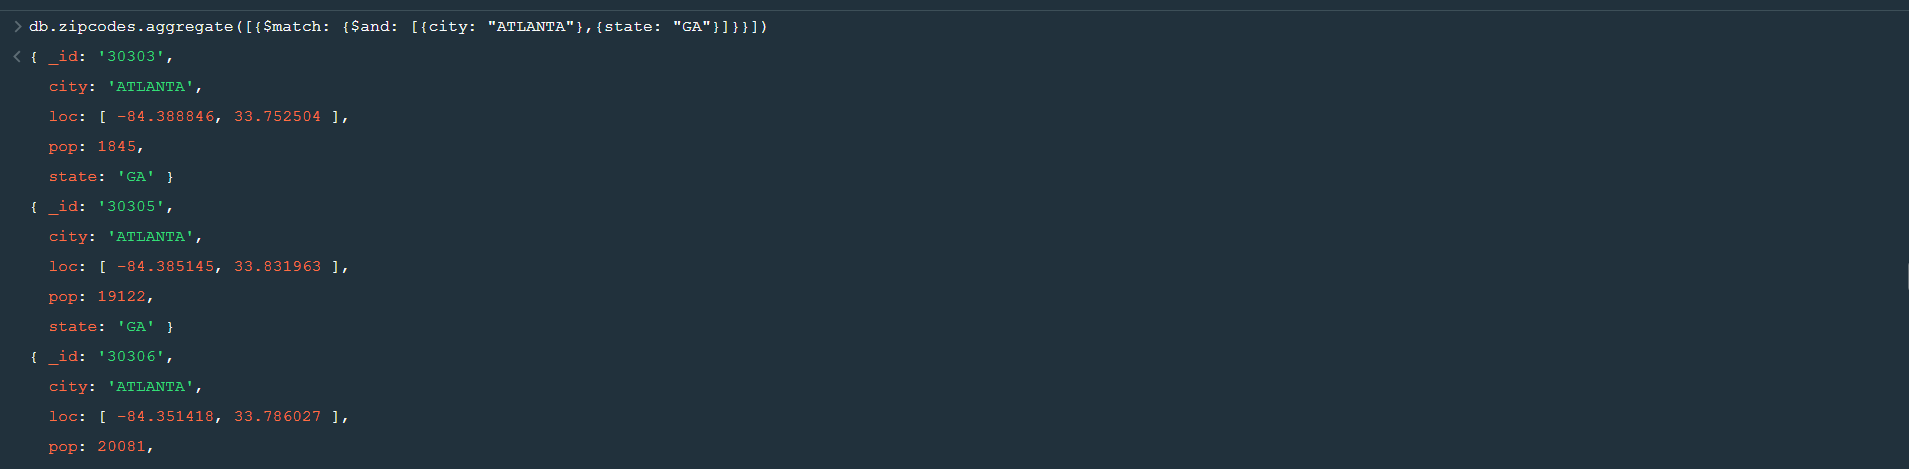 > db.zipcodes.aggregate([{$match: {$and: [{city: "ATLANTA"},{state: "GA"}]}}])
< { _id: '30303',
city: 'ATLANTA',
loc: [ -84.388846, 33.752504 ],
pop: 1845,
state: 'GA' }
{ _id: '30305',
city: 'ATLANTA',
loc: [ -84.385145, 33.831963 ],
pop: 19122,
state: 'GA' }
{ _id: '30306',
city: 'ATLANTA',
loc: [ -84.351418, 33.786027 ],
pop: 20081,